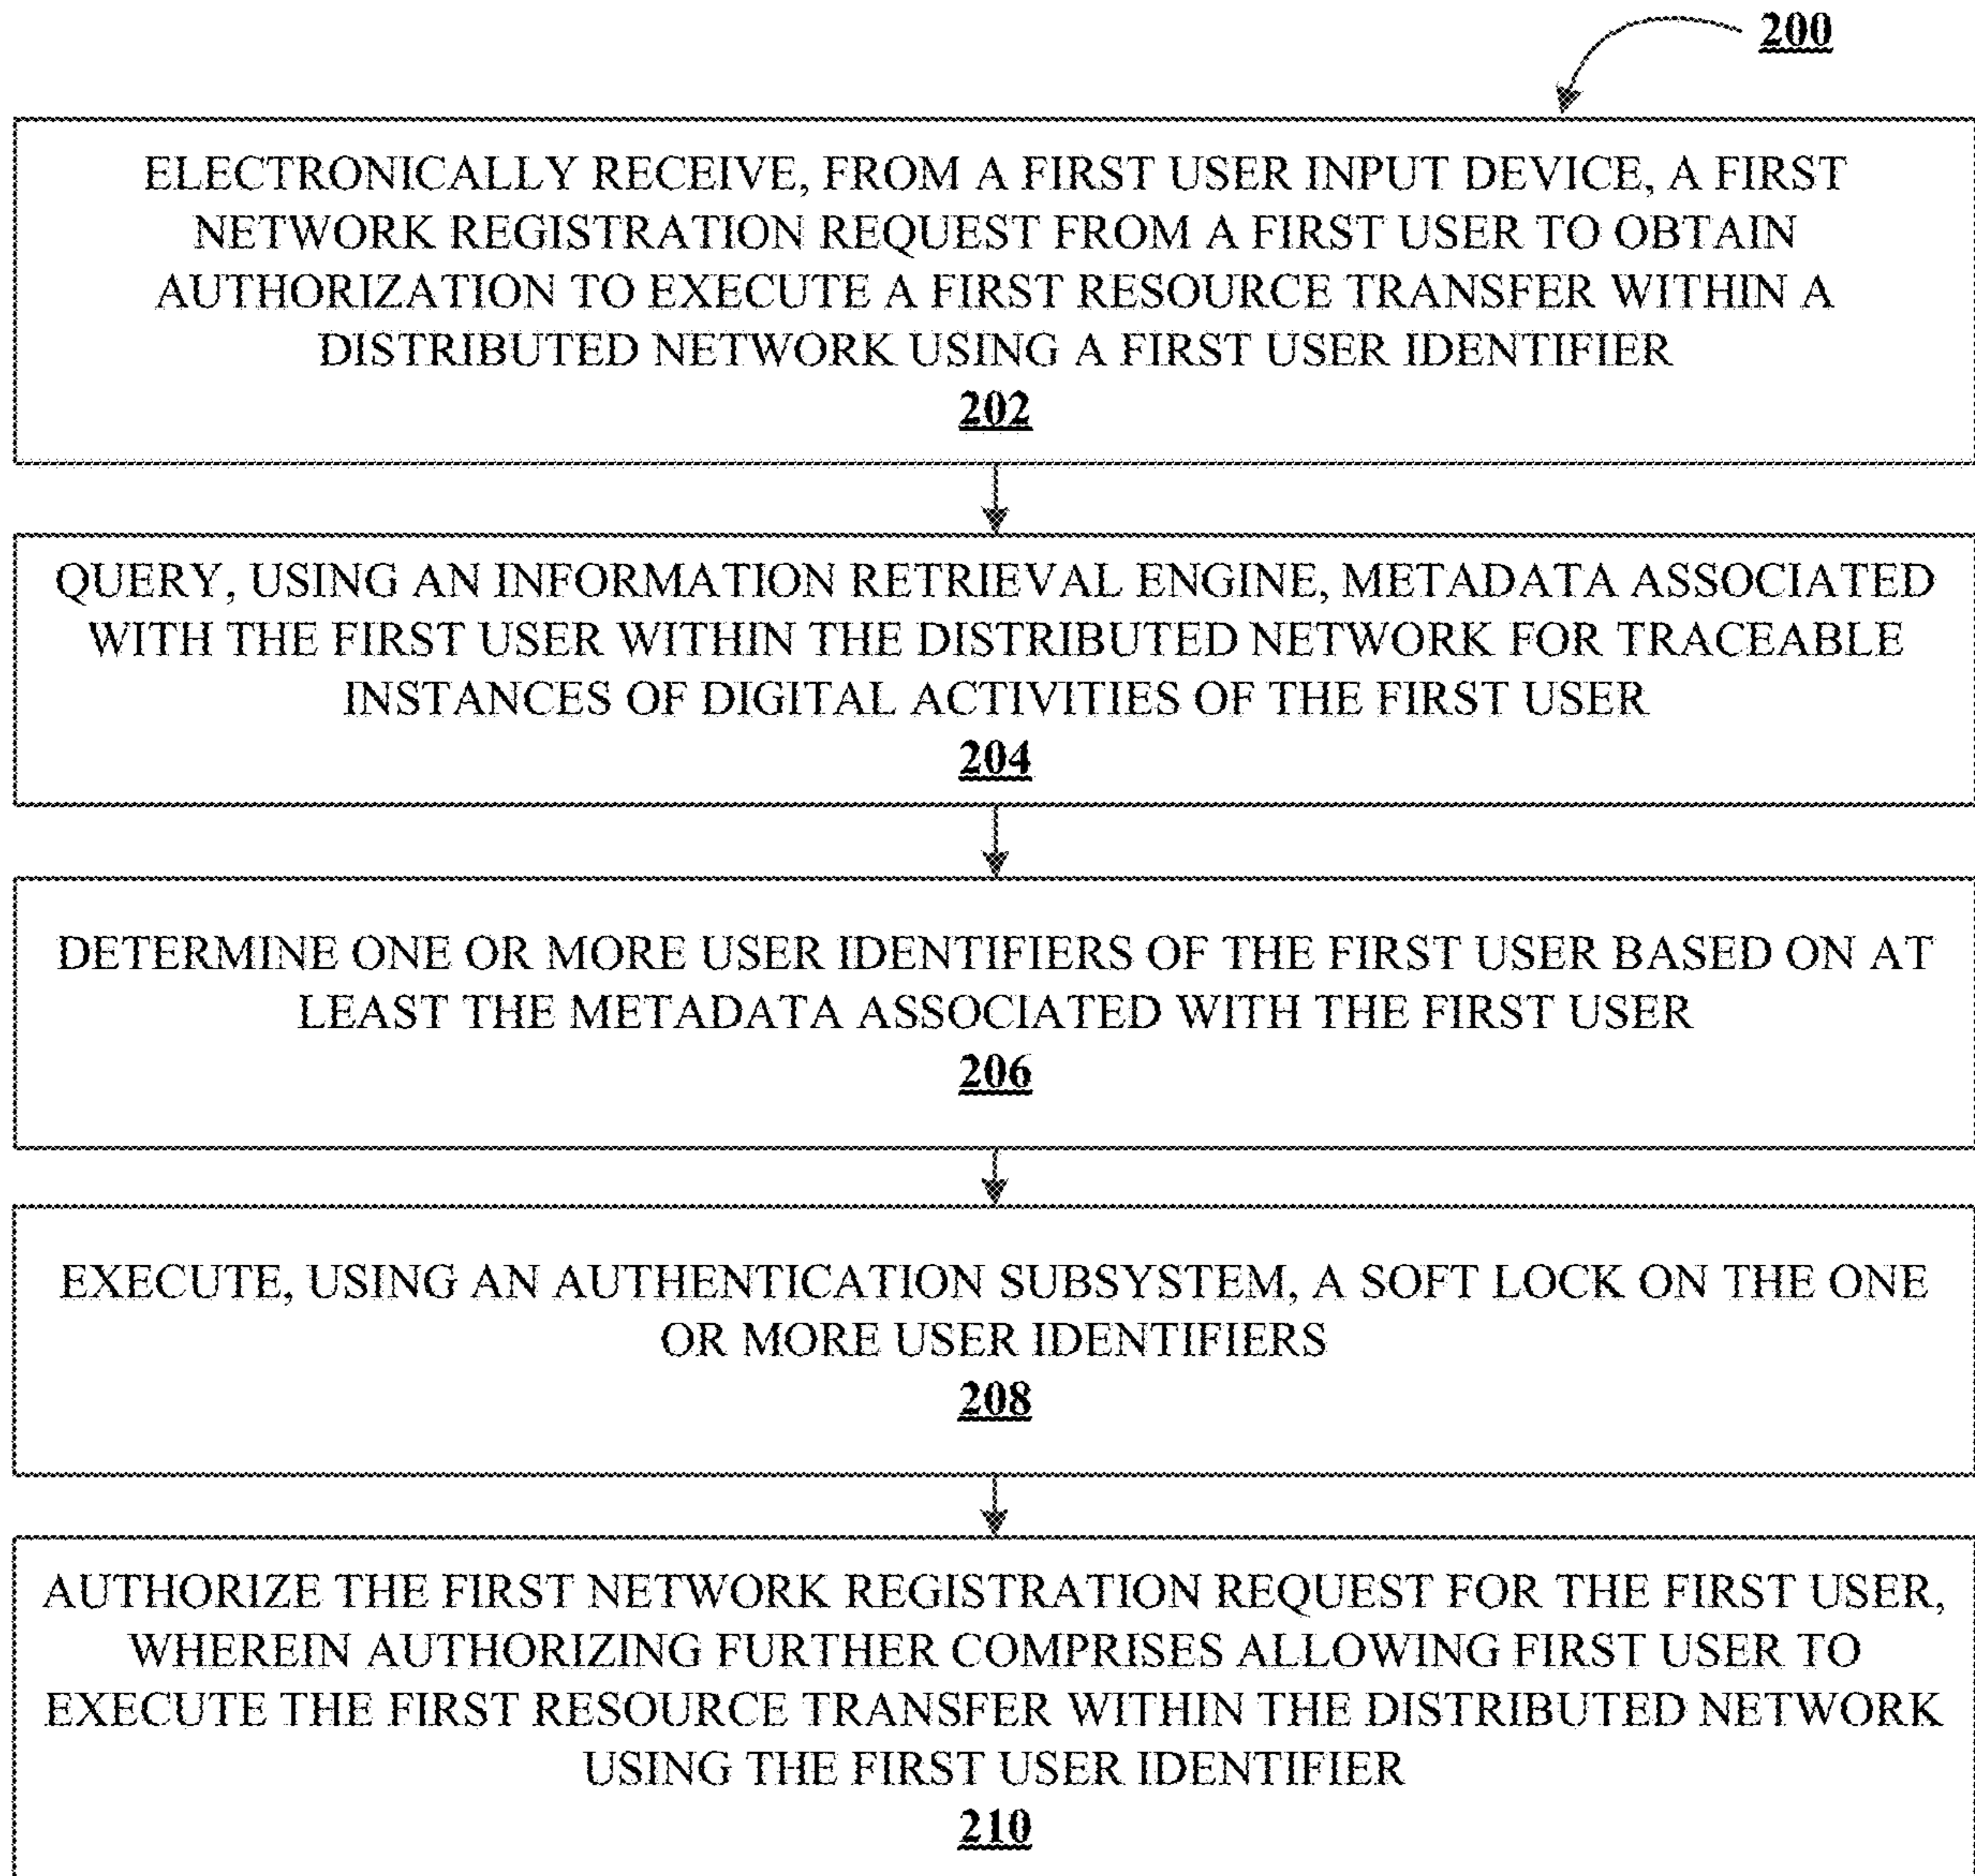 200
ELECTRONICALLY RECEIVE, FROM A FIRST USER INPUT DEVICE, A FIRST
NETWORK REGISTRATION REQUEST FROM A FIRST USER TO OBTAIN
AUTHORIZATION TO EXECUTE A FIRST RESOURCE TRANSFER WITHIN A
DISTRIBUTED NETWORK USING A FIRST USER IDENTIFIER
202
QUERY, USING AN INFORMATION RETRIEVAL ENGINE, METADATA ASSOCIATED
WITH THE FIRST USER WITHIN THE DISTRIBUTED NETWORK FOR TRACEABLE
INSTANCES OF DIGITAL ACTIVITIES OF THE FIRST USER
204
DETERMINE ONE OR MORE USER IDENTIFIERS OF THE FIRST USER BASED ON AT
LEAST THE METADATA ASSOCIATED WITH THE FIRST USER
206
EXECUTE, USING AN AUTHENTICATION SUBSYSTEM, A SOFT LOCK ON THE ONE
OR MORE USER IDENTIFIERS
208
AUTHORIZE THE FIRST NETWORK REGISTRATION REQUEST FOR THE FIRST USER,
WHEREIN AUTHORIZING FURTHER COMPRISES ALLOWING FIRST USER TO
EXECUTE THE FIRST RESOURCE TRANSFER WITHIN THE DISTRIBUTED NETWORK
USING THE FIRST USER IDENTIFIER
210